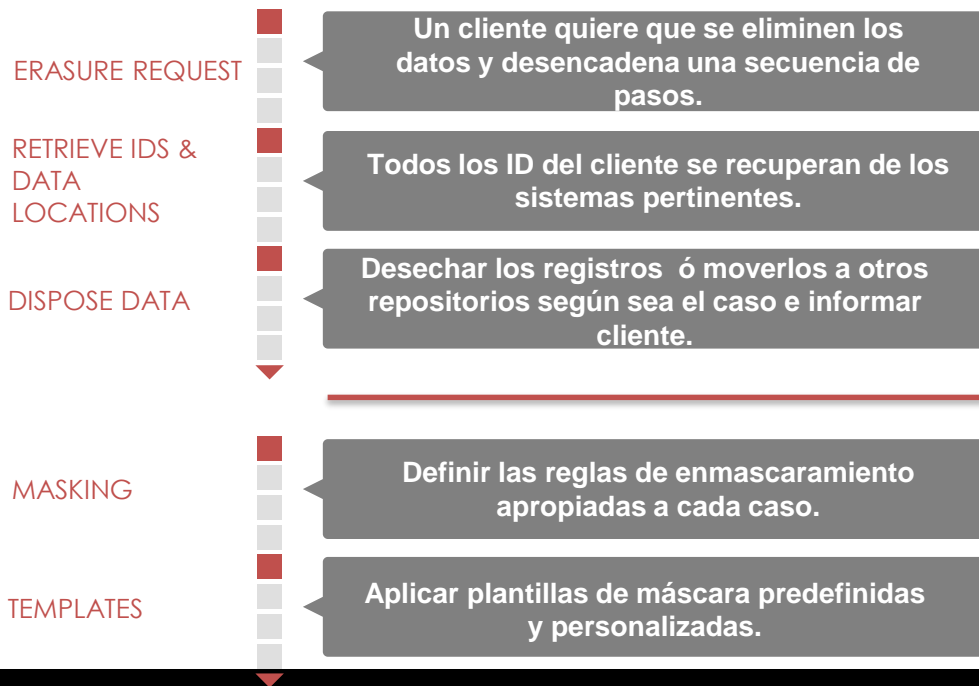 ERASURE REQUEST
Un cliente quiere que se eliminen los
datos y desencadena una secuencia de
pasos.
RETRIEVE IDS &
DATA
LOCATIONS
Todos los ID del cliente se recuperan de los
sistemas pertinentes.
DISPOSE DATA
Desechar los registros ó moverlos a otros
repositorios según sea el caso e informar
cliente.
MASKING
Definir las reglas de enmascaramiento
apropiadas a cada caso.
TEMPLATES
Aplicar plantillas de máscara predefinidas
y personalizadas.